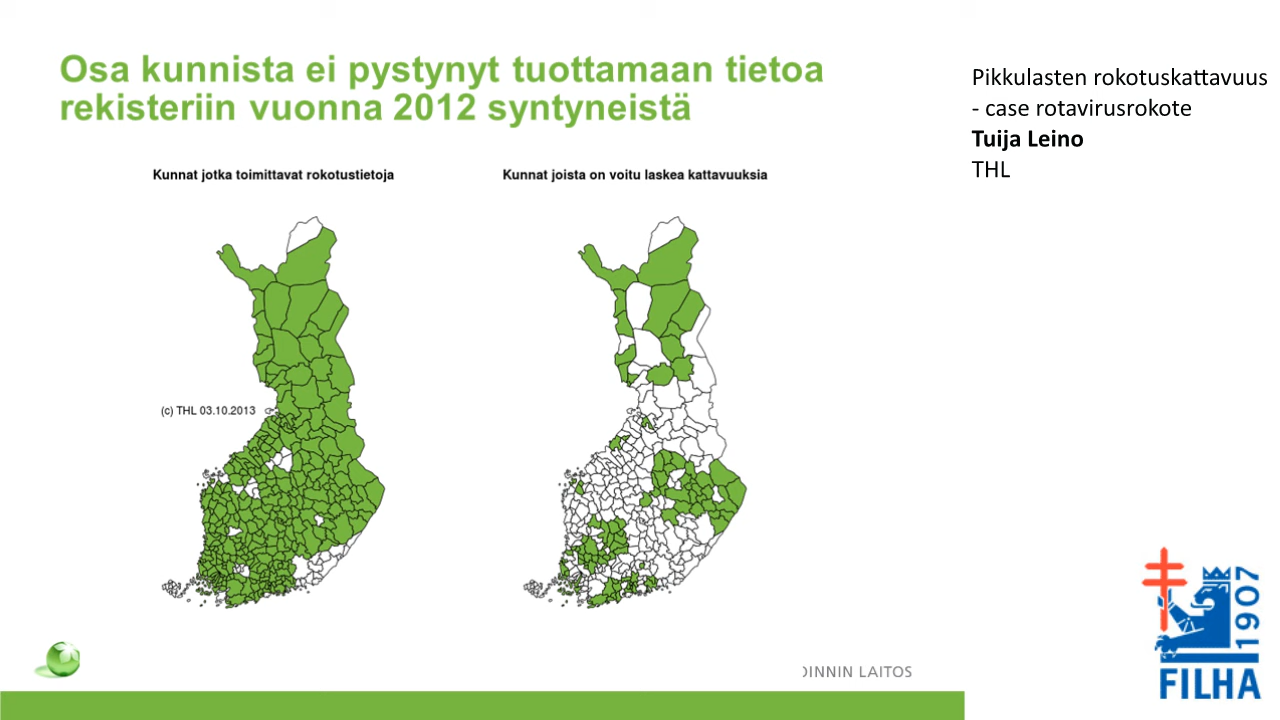 Osa kunnista ei pystynyt tuottamaan tietoa
rekisteriin vuonna 2012 syntyneistä
Pikkulasten rokotuskattavuus
- case rotavirusrokote
Tuija Leino
THL
Kunnat jotka toimittavat rokotustietoja
Kunnat joista on voitu laskea kattavuuksia
(c) THL 03.10.2013
OINNIN LAITOS
1907
FILHA